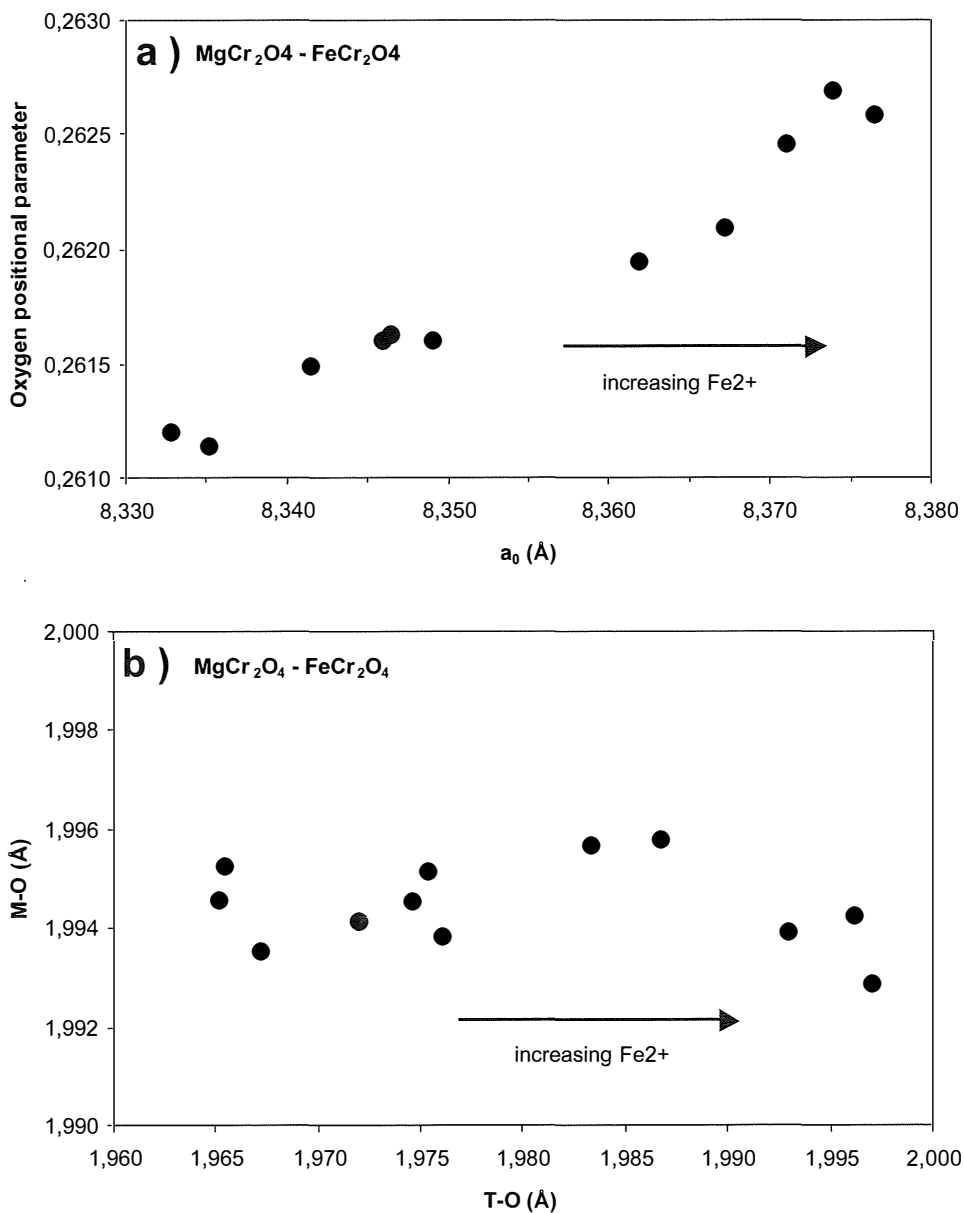 0,2630
a ) MgCr₂O4 - FeCr₂O4
0,2625
0,2620
0,2615
0,2610
Oxygen positional parameter
increasing Fe2+
8,330 8,340 8,350 8,360 8,370 8,380
a₀ (Å)
2,000
b ) MgCr₂O₄ - FeCr₂O₄
1,998
1,996
1,994
1,992
1,990
M-O (Å)
increasing Fe2+
1,960 1,965 1,970 1,975 1,980 1,985 1,990 1,995 2,000
T-O (Å)